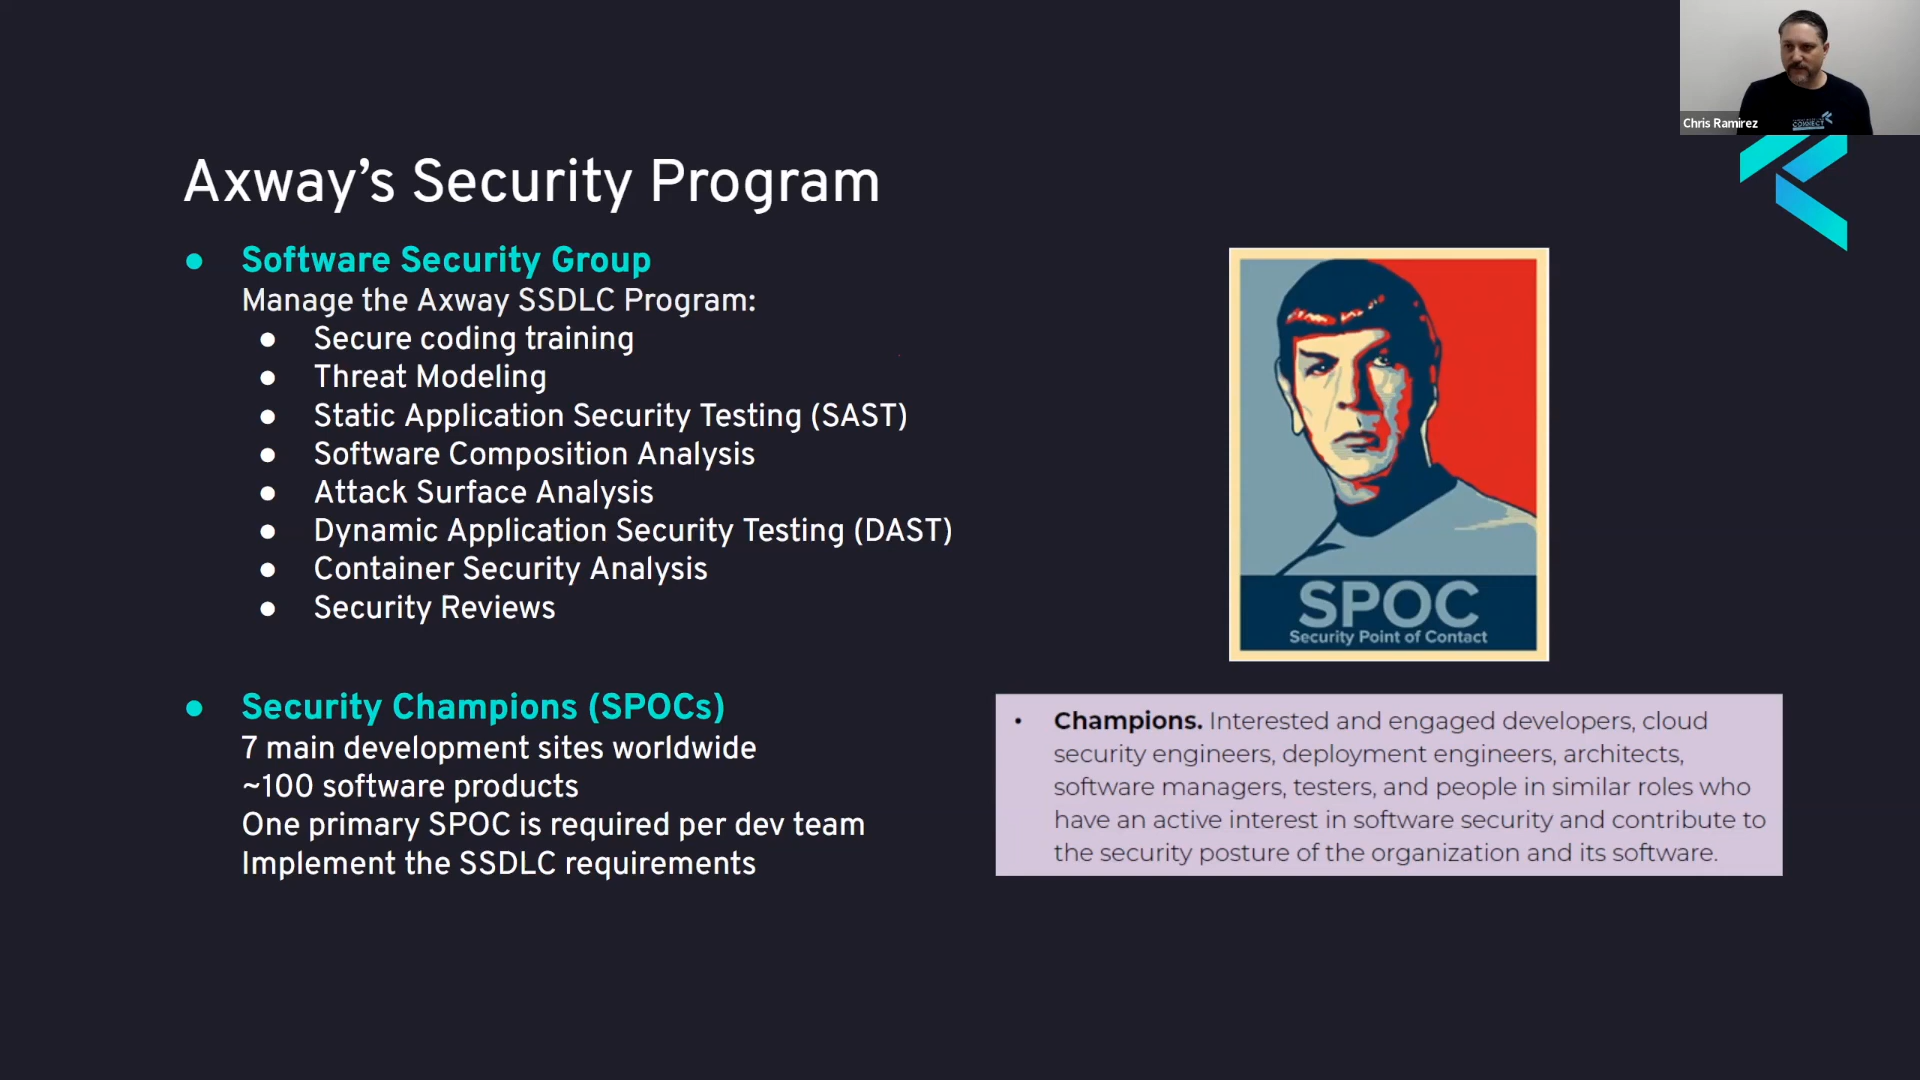 Chris Ramirez
CONNECT
Axway’s Security Program
● Software Security Group
Manage the Axway SSDLC Program:
● Secure coding training
● Threat Modeling
● Static Application Security Testing (SAST)
● Software Composition Analysis
● Attack Surface Analysis
● Dynamic Application Security Testing (DAST)
● Container Security Analysis
● Security Reviews
● Security Champions (SPOCs)
7 main development sites worldwide
~100 software products
One primary SPOC is required per dev team
Implement the SSDLC requirements
SPOC
Security Point of Contact
• Champions. Interested and engaged developers, cloud
security engineers, deployment engineers, architects,
software managers, testers, and people in similar roles who
have an active interest in software security and contribute to
the security posture of the organization and its software.